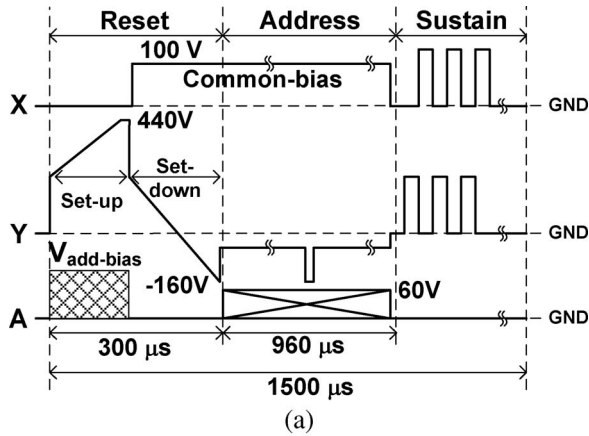 Reset Address Sustain
100 V
Common-bias
X GND
440V
Set-
down
Set-up
Y GND
Vadd-bias
-160V 60V
A GND
300 μs 960 μs
1500 μs
(a)